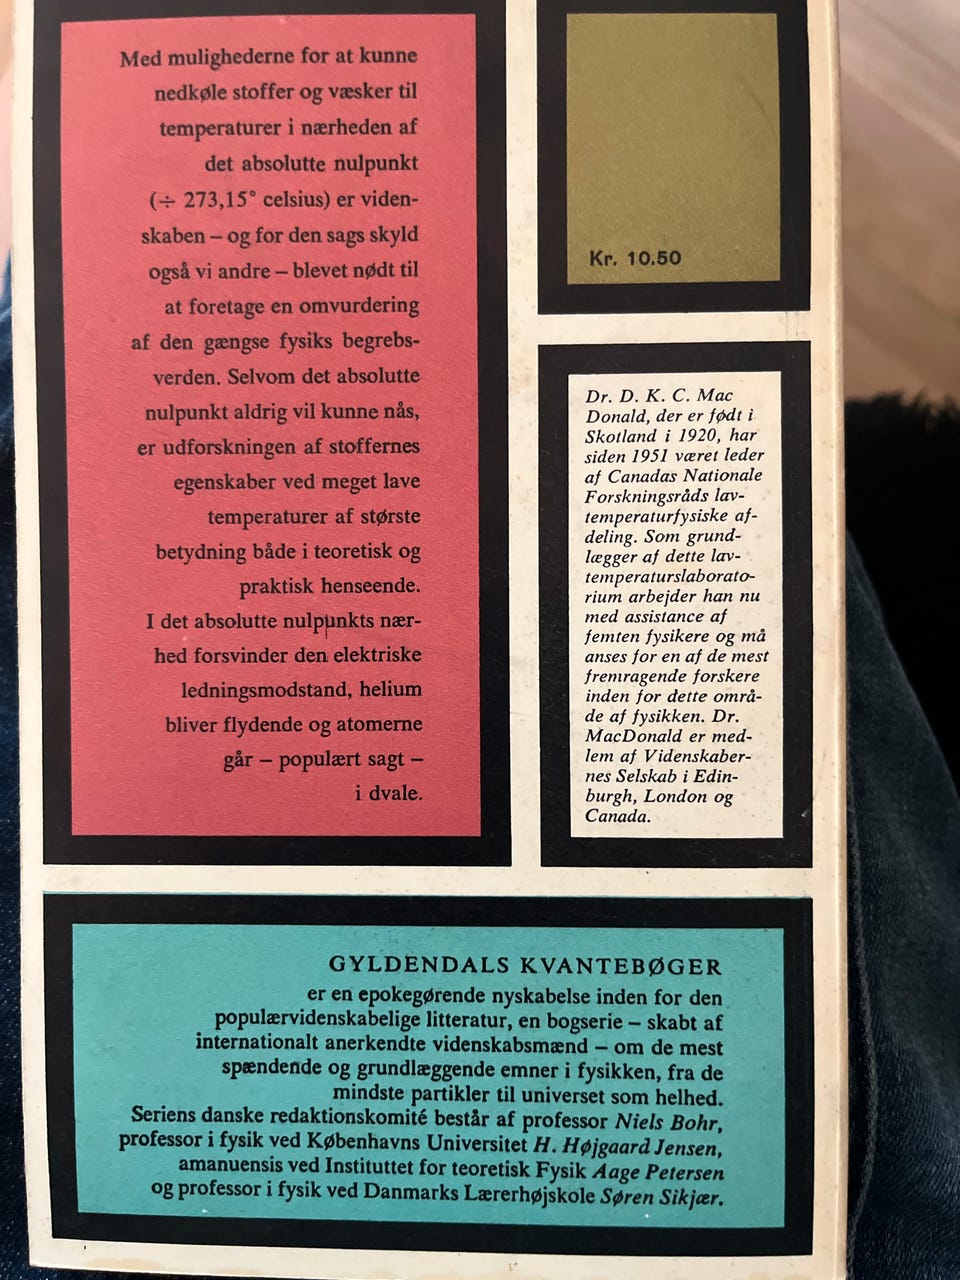 Med mulighederne for at kunne
nedkøle stoffer og væsker til
temperaturer i nærheden af
det absolutte nulpunkt
(÷ 273,15° celsius) er viden-
skaben – og for den sags skyld
også vi andre – blevet nødt til
at foretage en omvurdering
af den gængse fysiks begrebs-
verden. Selvom det absolutte
nulpunkt aldrig vil kunne nås,
er udforskningen af stoffernes
egenskaber ved meget lave
temperaturer af største
betydning både i teoretisk og
praktisk henseende.
I det absolutte nulpunkts nær-
hed forsvinder den elektriske
ledningsmodstand, helium
bliver flydende og atomerne
går – populært sagt –
i dvale.
Kr. 10.50
Dr. D. K. C. Mac
Donald, der er født i
Skotland i 1920, har
siden 1951 været leder
af Canadas Nationale
Forskningsråds lav-
temperaturfysiske af-
deling. Som grund-
lægger af dette lav-
temperaturslaborato-
rium arbejder han nu
med assistance af
femten fysikere og må
anses for en af de mest
fremragende forskere
inden for dette områ-
de af fysikken. Dr.
MacDonald er med-
lem af Videnskaber-
nes Selskab i Edin-
burgh, London og
Canada.
GYLDENDALS KVANTEBØGER
er en epokegørende nyskabelse inden for den
populærvidenskabelige litteratur, en bogserie – skabt af
internationalt anerkendte videnskabsmænd – om de mest
spændende og grundlæggende emner i fysikken, fra de
mindste partikler til universet som helhed.
Seriens danske redaktionskomité består af professor Niels Bohr,
professor i fysik ved Københavns Universitet H. Højgaard Jensen,
amanuensis ved Instituttet for teoretisk Fysik Aage Petersen
og professor i fysik ved Danmarks Lærerhøjskole Søren Sikjær.